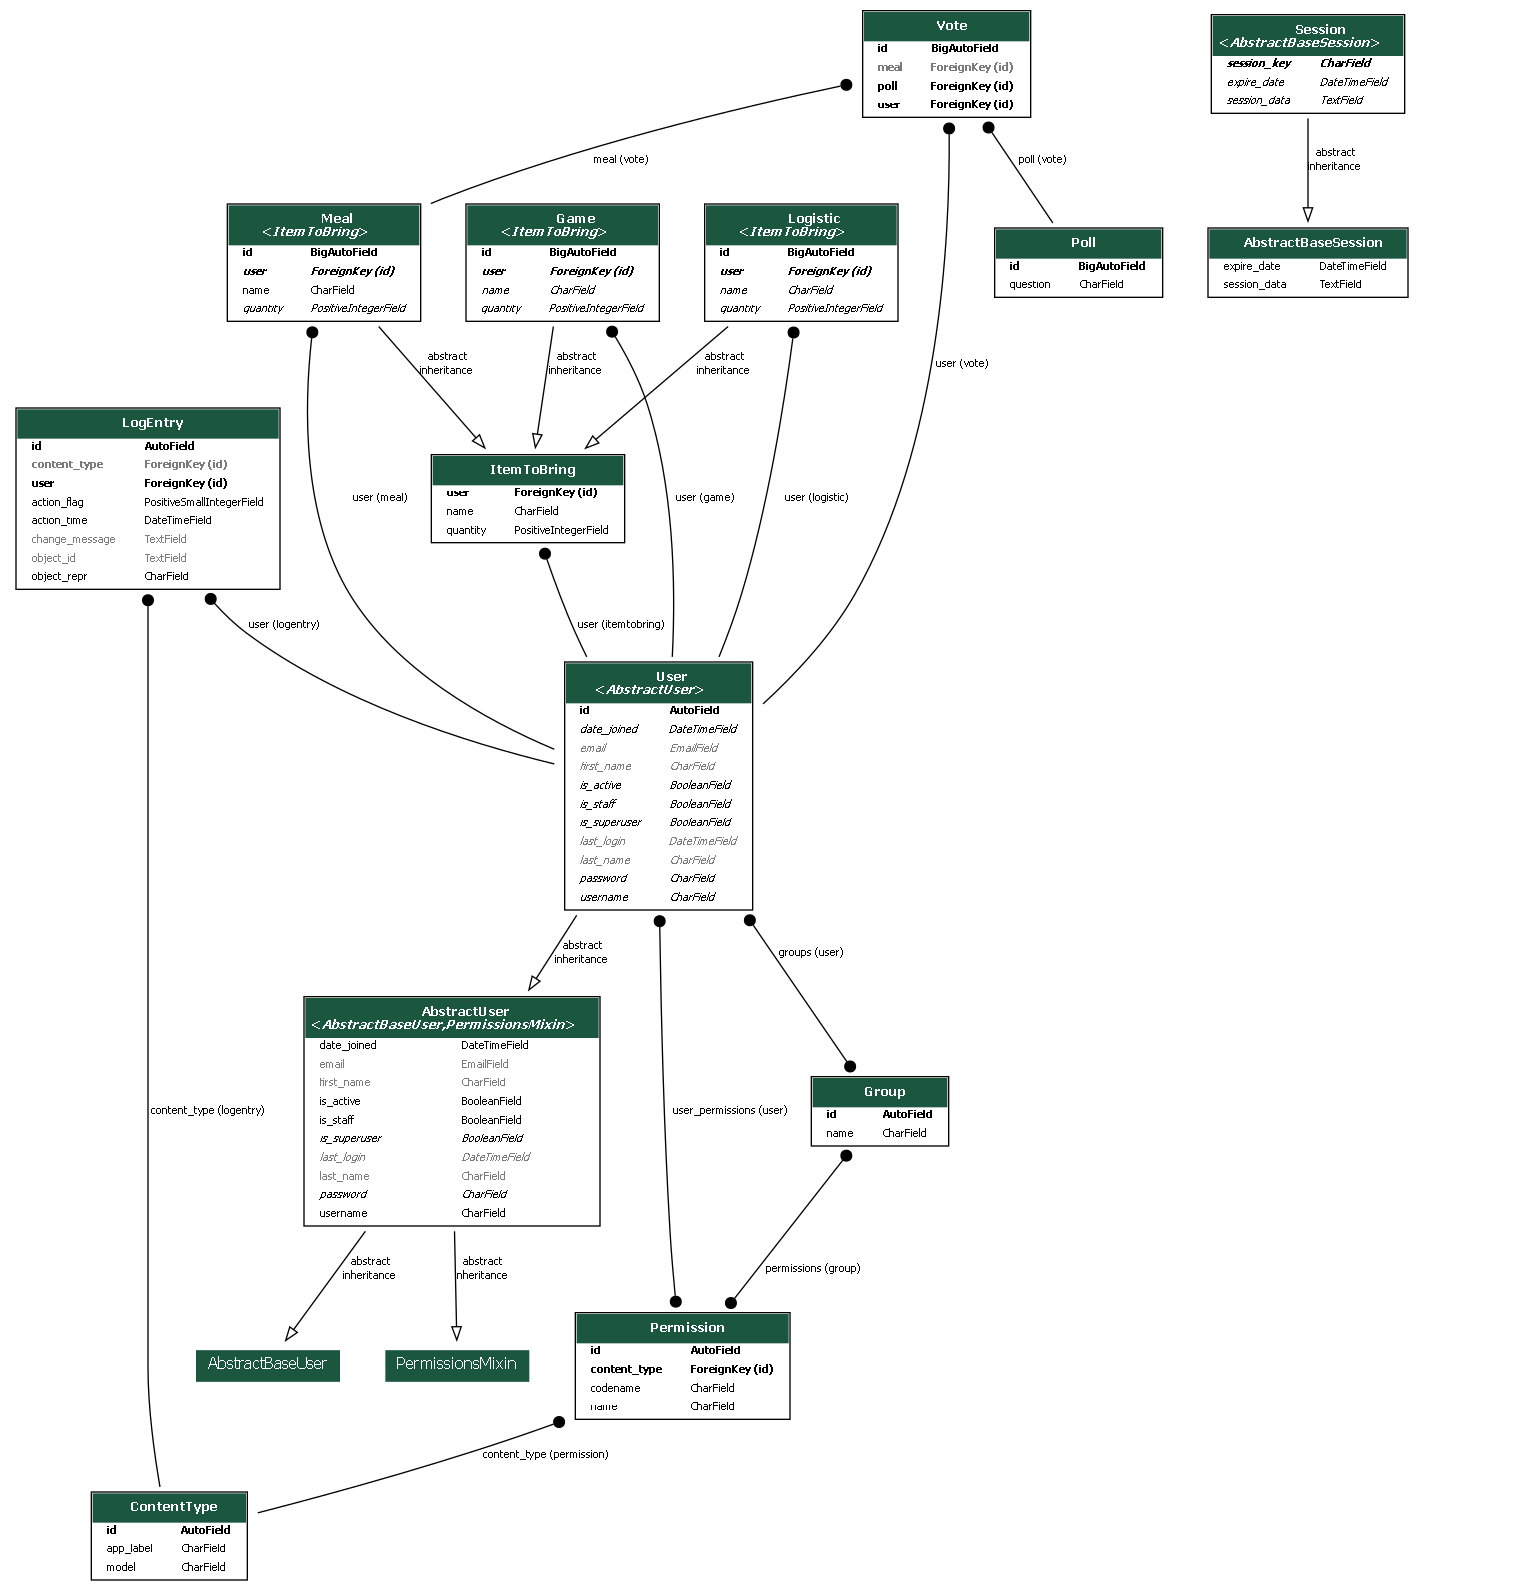 Vote
id BigAutoField
meal ForeignKey (id)
poll ForeignKey (id)
user ForeignKey (id)
Session
<AbstractBaseSession>
session_key CharField
expire_date DateTimeField
session_data TextField
meal (vote)
poll (vote)
abstract
inheritance
Meal
<ItemToBring>
id BigAutoField
user ForeignKey (id)
name CharField
quantity PositiveIntegerField
Game
<ItemToBring>
id BigAutoField
user ForeignKey (id)
name CharField
quantity PositiveIntegerField
Logistic
<ItemToBring>
id BigAutoField
user ForeignKey (id)
name CharField
quantity PositiveIntegerField
Poll
id BigAutoField
question CharField
AbstractBaseSession
expire_date DateTimeField
session_data TextField
abstract
inheritance
abstract
inheritance
abstract
inheritance
user (vote)
LogEntry
id AutoField
content_type ForeignKey (id)
user ForeignKey (id)
action_flag PositiveSmallIntegerField
action_time DateTimeField
change_message TextField
object_id TextField
object_repr CharField
ItemToBring
user ForeignKey (id)
name CharField
quantity PositiveIntegerField
user (meal)
user (game)
user (logistic)
user (logentry)
user (itemtobring)
User
<AbstractUser>
id AutoField
date_joined DateTimeField
email EmailField
first_name CharField
is_active BooleanField
is_staff BooleanField
is_superuser BooleanField
last_login DateTimeField
last_name CharField
password CharField
username CharField
abstract
inheritance
groups (user)
AbstractUser
<AbstractBaseUser,PermissionsMixin>
date_joined DateTimeField
email EmailField
first_name CharField
is_active BooleanField
is_staff BooleanField
is_superuser BooleanField
last_login DateTimeField
last_name CharField
password CharField
username CharField
content_type (logentry)
user_permissions (user)
Group
id AutoField
name CharField
abstract
inheritance
abstract
inheritance
permissions (group)
AbstractBaseUser
PermissionsMixin
Permission
id AutoField
content_type ForeignKey (id)
codename CharField
name CharField
content_type (permission)
ContentType
id AutoField
app_label CharField
model CharField